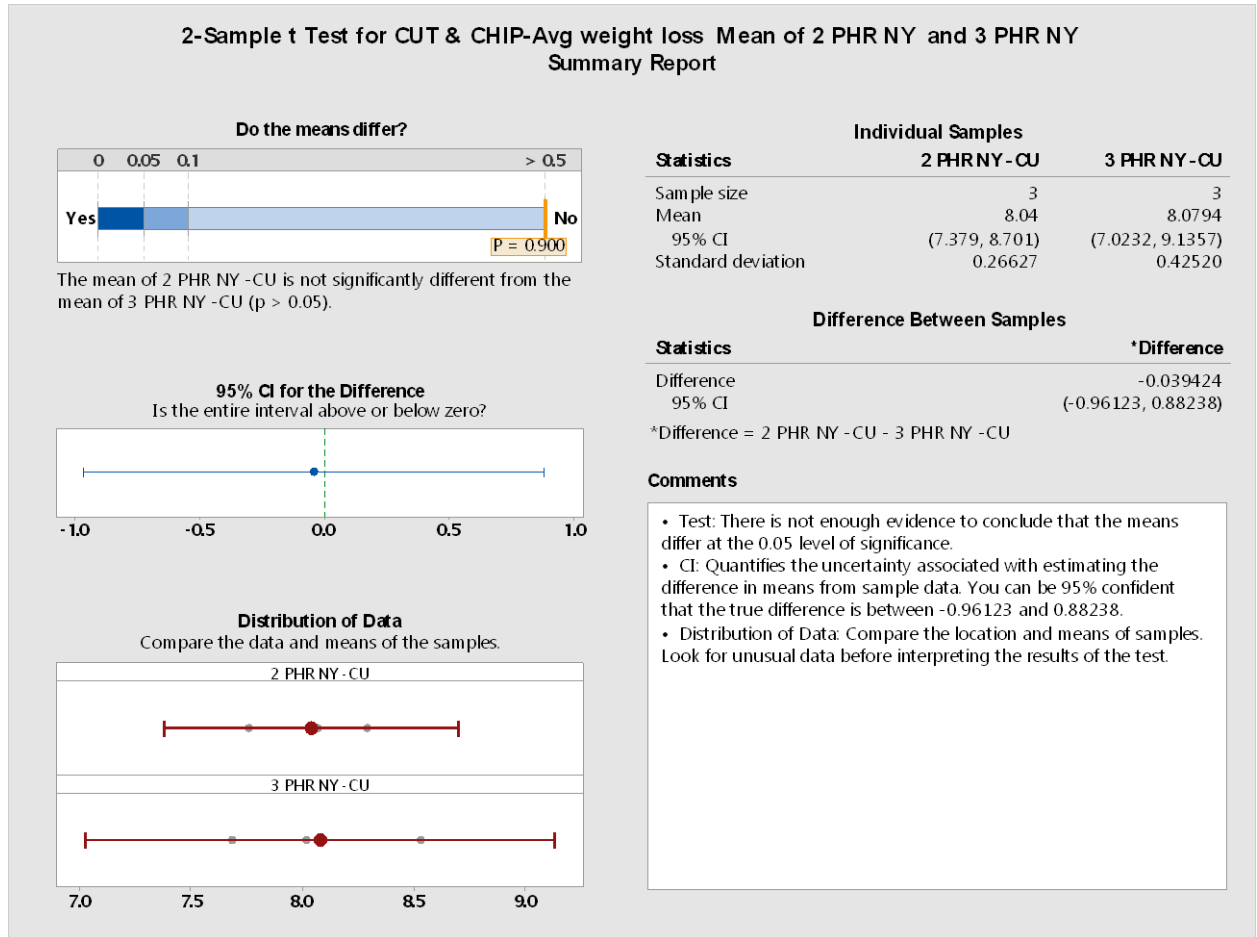 2-Sample t Test for CUT & CHIP-Avg weight loss Mean of 2 PHR NY and 3 PHR NY
Summary Report
Do the means differ?
0 0.05 0.1 > 0.5
Yes No
P = 0.900
The mean of 2 PHR NY -CU is not significantly different from the
mean of 3 PHR NY -CU (p > 0.05).
95% CI for the Difference
Is the entire interval above or below zero?
-1.0 -0.5 0.0 0.5 1.0
Distribution of Data
Compare the data and means of the samples.
2 PHR NY -CU
3 PHR NY -CU
7.0 7.5 8.0 8.5 9.0
Individual Samples
Statistics 2 PHR NY -CU 3 PHR NY -CU
Sample size 3 3
Mean 8.04 8.0794
95% CI (7.379, 8.701) (7.0232, 9.1357)
Standard deviation 0.26627 0.42520
Difference Between Samples
Statistics *Difference
Difference -0.039424
95% CI (-0.96123, 0.88238)
*Difference = 2 PHR NY -CU - 3 PHR NY -CU
Comments
• Test: There is not enough evidence to conclude that the means
differ at the 0.05 level of significance.
• CI: Quantifies the uncertainty associated with estimating the
difference in means from sample data. You can be 95% confident
that the true difference is between -0.96123 and 0.88238.
• Distribution of Data: Compare the location and means of samples.
Look for unusual data before interpreting the results of the test.